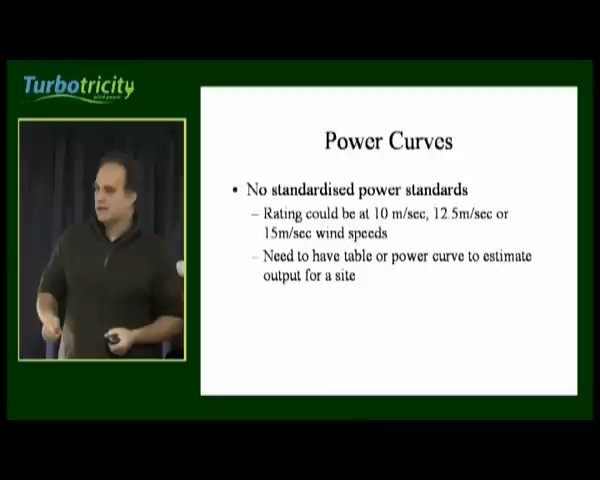 Turbotricity
Power Curves
• No standardised power standards
– Rating could be at 10 m/sec, 12.5m/sec or
15m/sec wind speeds
– Need to have table or power curve to estimate
output for a site